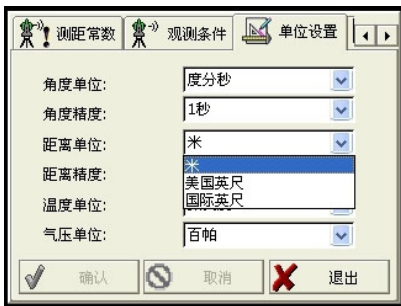 测距常数 观测条件 单位设置
角度单位: 度分秒
角度精度: 1秒
距离单位: 米
米
距离精度:
美国英尺
国际英尺
温度单位:
气压单位: 百帕
确认 取消 退出